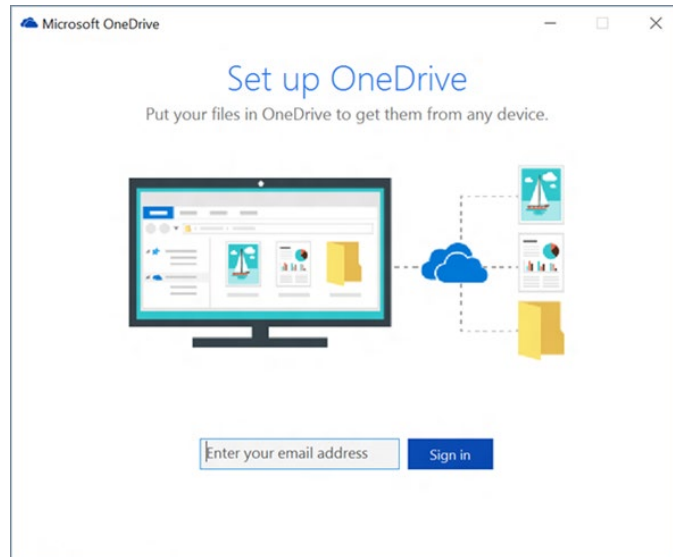 Microsoft OneDrive
Set up OneDrive
Put your files in OneDrive to get them from any device.
Enter your email address
Sign in